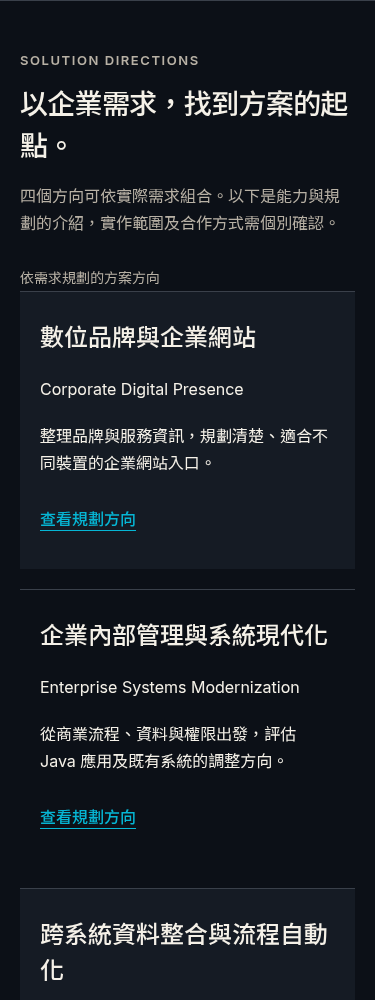 SOLUTION DIRECTIONS
以企業需求，找到方案的起
點。
四個方向可依實際需求組合。以下是能力與規
劃的介紹，實作範圍及合作方式需個別確認。
依需求規劃的方案方向
數位品牌與企業網站
Corporate Digital Presence
整理品牌與服務資訊，規劃清楚、適合不
同裝置的企業網站入口。
查看規劃方向
企業內部管理與系統現代化
Enterprise Systems Modernization
從商業流程、資料與權限出發，評估
Java 應用及既有系統的調整方向。
查看規劃方向
跨系統資料整合與流程自動
化